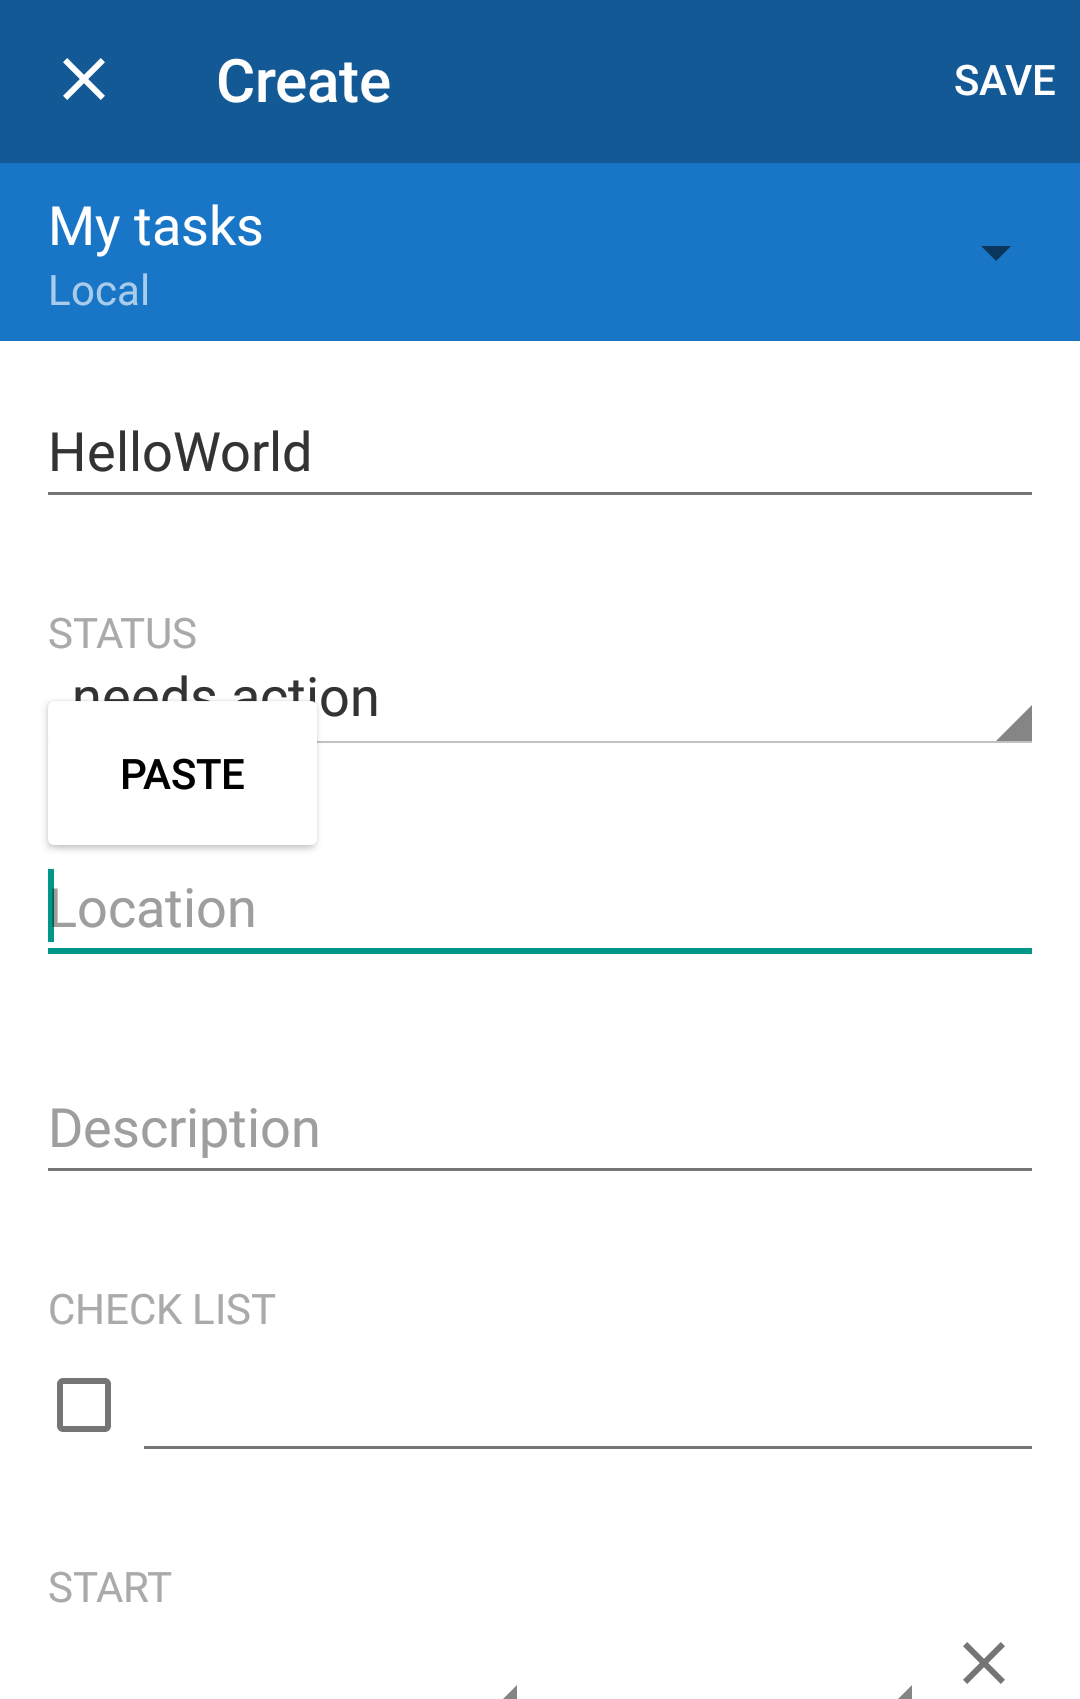 Create
SAVE
My tasks
Local
HelloWorld
STATUS
needs action
PASTE
Location
Description
CHECK LIST
START